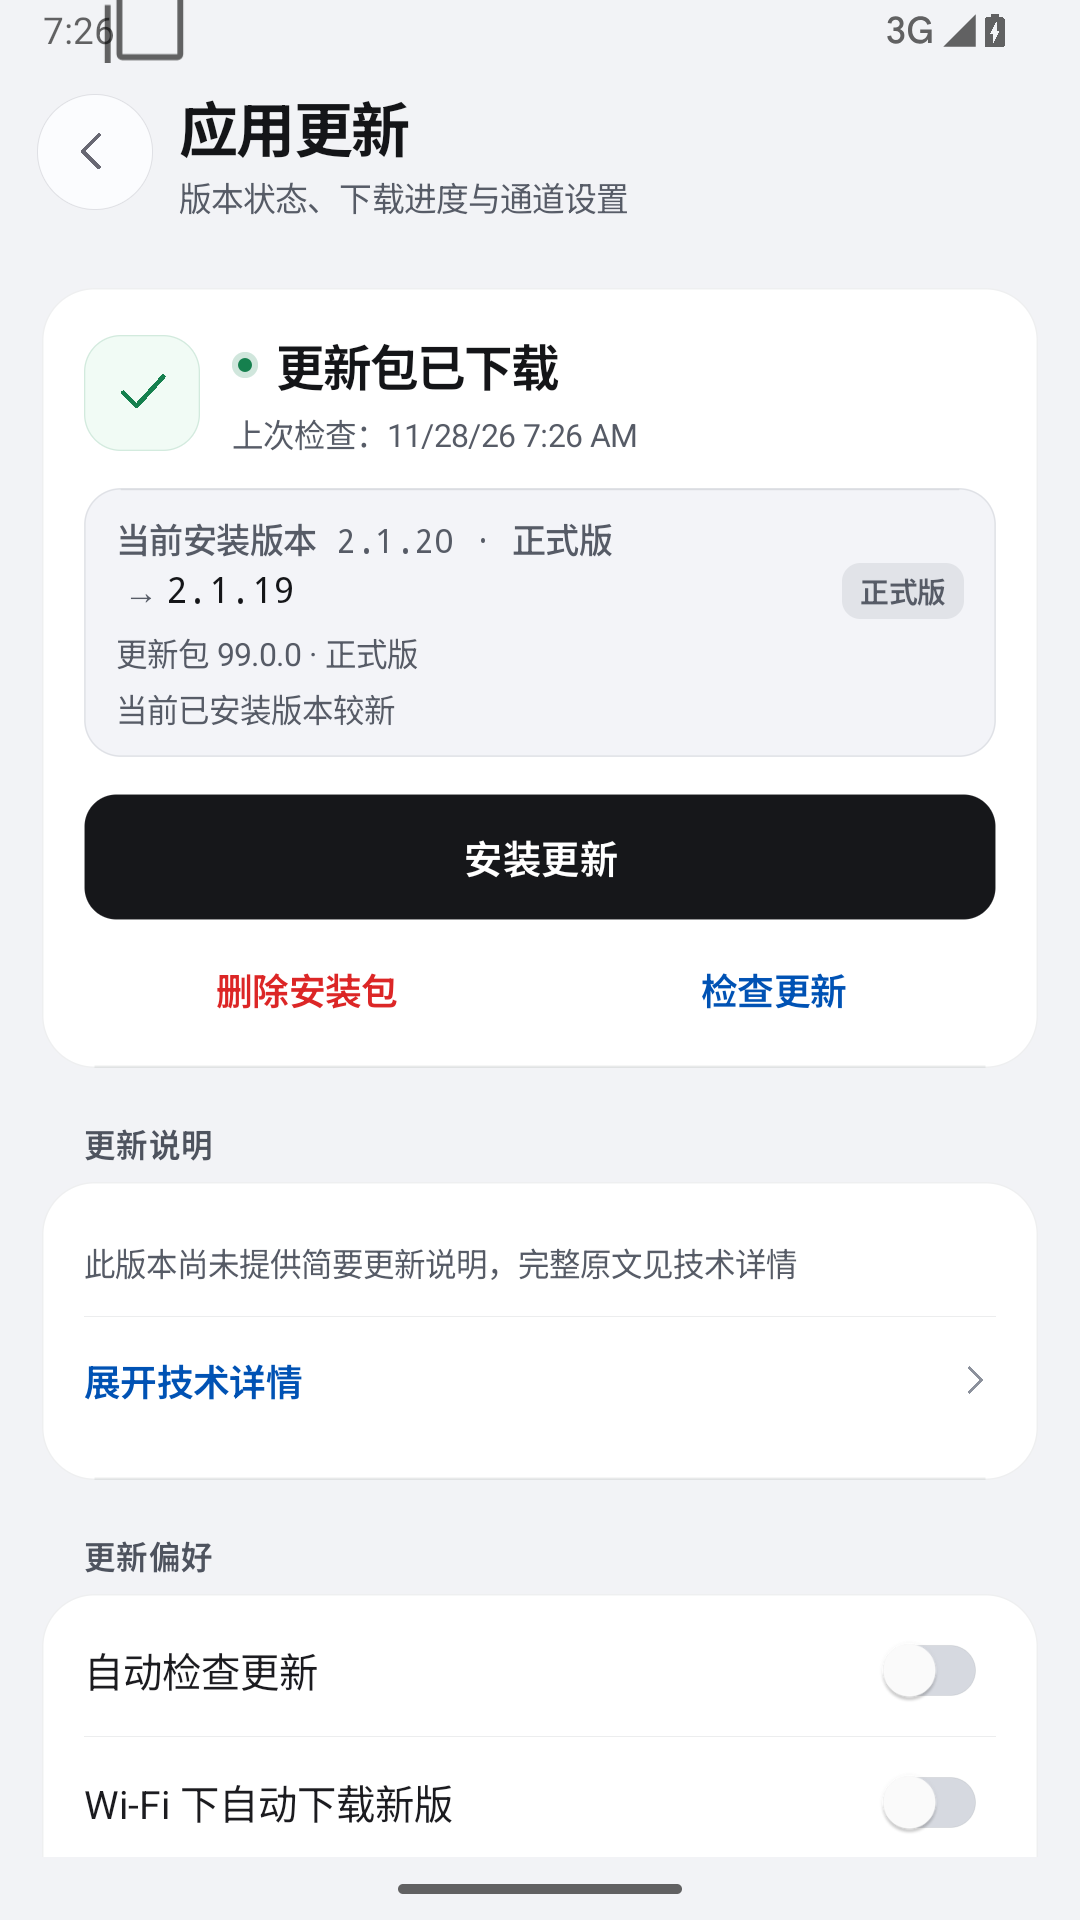 7:26
3G
应用更新
版本状态、下载进度与通道设置
更新包已下载
上次检查：11/28/26 7:26 AM
当前安装版本 2.1.20 · 正式版
→ 2.1.19
正式版
更新包 99.0.0 · 正式版
当前已安装版本较新
安装更新
删除安装包
检查更新
更新说明
此版本尚未提供简要更新说明，完整原文见技术详情
展开技术详情
更新偏好
自动检查更新
Wi-Fi 下自动下载新版